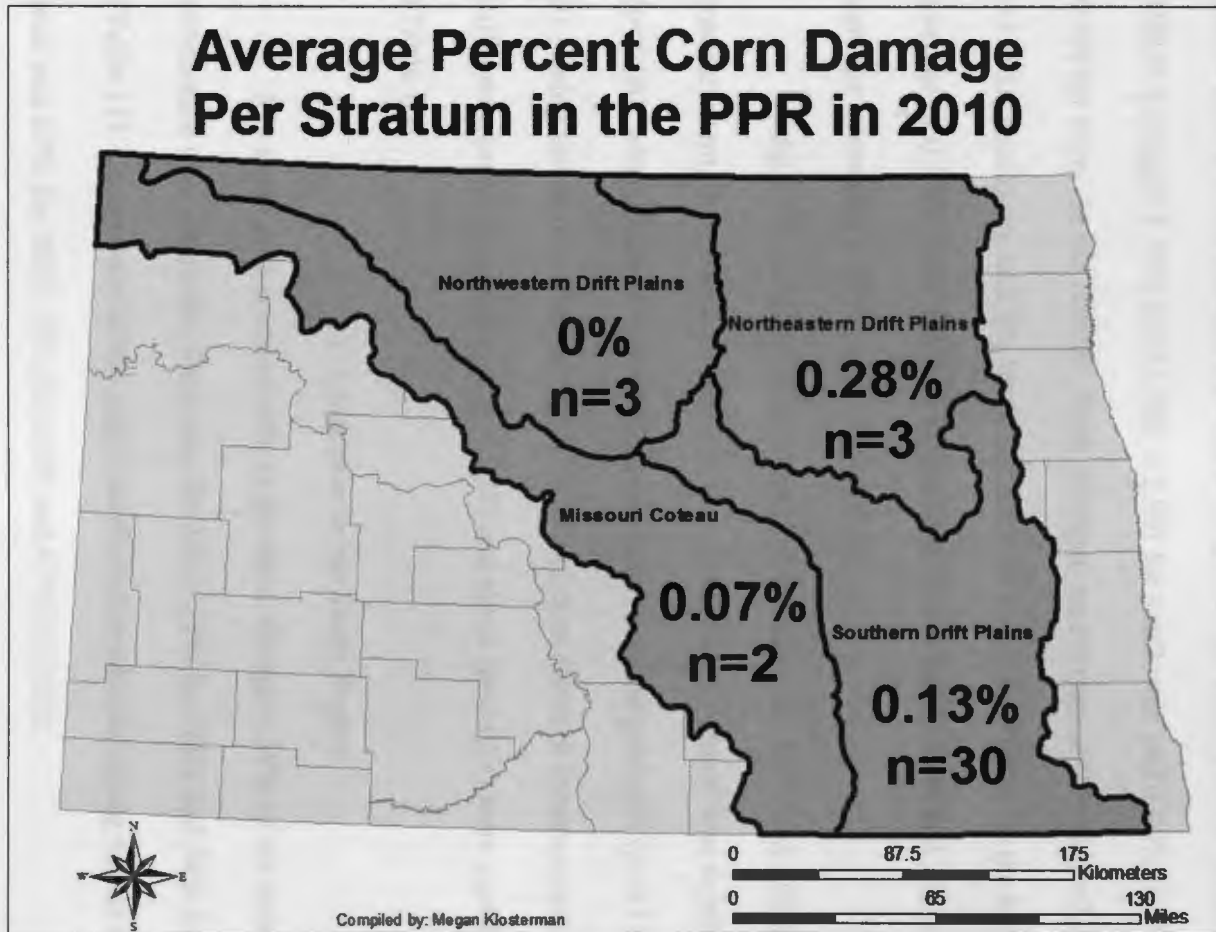 Average Percent Corn Damage
Per Stratum in the PPR in 2010
Northwestern Drift Plains
0%
n=3
Northeastern Drift Plains
0.28%
n=3
Missouri Coteau
0.07%
n=2
Southern Drift Plains
0.13%
n=30
N
W E
S
0 87.5 175
Kilometers
0 65 130
Miles
Compiled by: Megan Klosterman